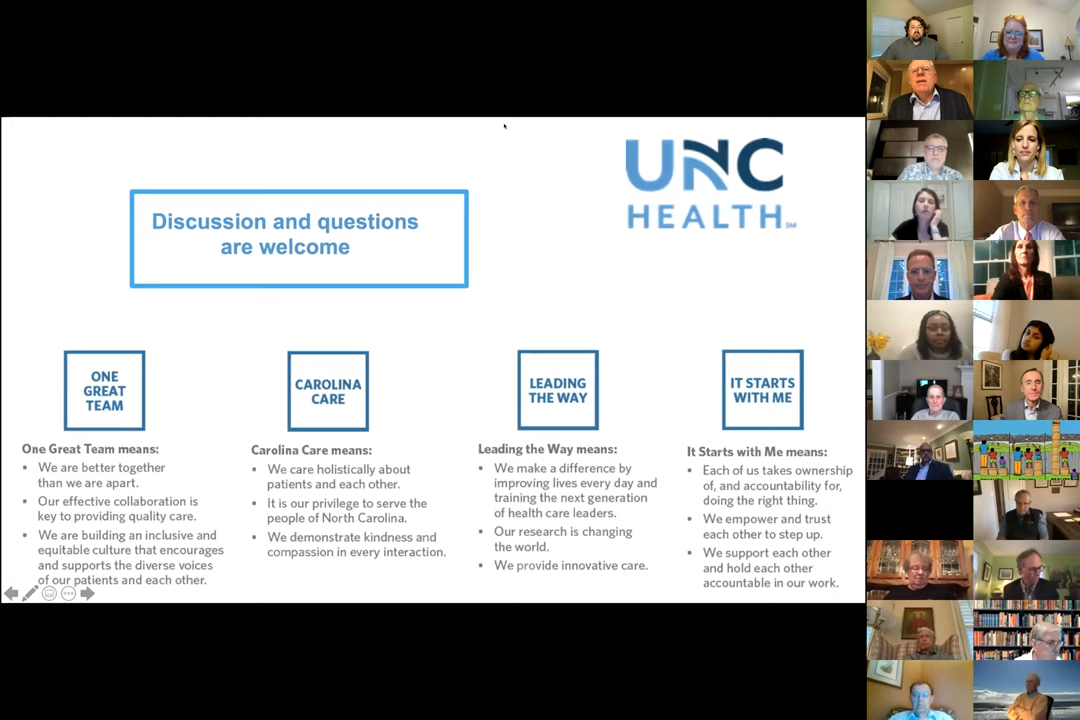 UNC
HEALTH
SM
Discussion and questions
are welcome
ONE
GREAT
TEAM
One Great Team means:
▪ We are better together
than we are apart.
▪ Our effective collaboration is
key to providing quality care.
▪ We are building an inclusive and
equitable culture that encourages
and supports the diverse voices
of our patients and each other.
CAROLINA
CARE
Carolina Care means:
▪ We care holistically about
patients and each other.
▪ It is our privilege to serve the
people of North Carolina.
▪ We demonstrate kindness and
compassion in every interaction.
LEADING
THE WAY
Leading the Way means:
▪ We make a difference by
improving lives every day and
training the next generation
of health care leaders.
▪ Our research is changing
the world.
▪ We provide innovative care.
IT STARTS
WITH ME
It Starts with Me means:
▪ Each of us takes ownership
of, and accountability for,
doing the right thing.
▪ We empower and trust
each other to step up.
▪ We support each other
and hold each other
accountable in our work.